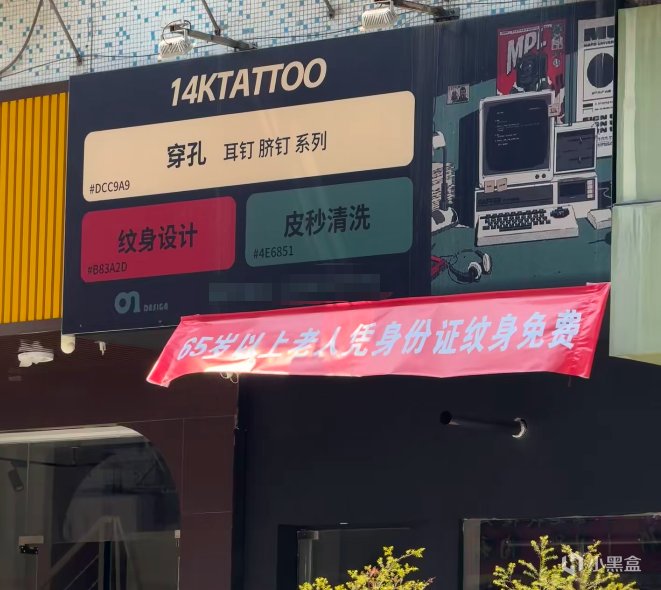 14KTATTOO
穿孔 耳钉 脐钉 系列
#DCC9A9
纹身设计
#B83A2D
皮秒清洗
#4E6851
DESIGN
65岁以上老人凭身份证纹身免费
小黑盒